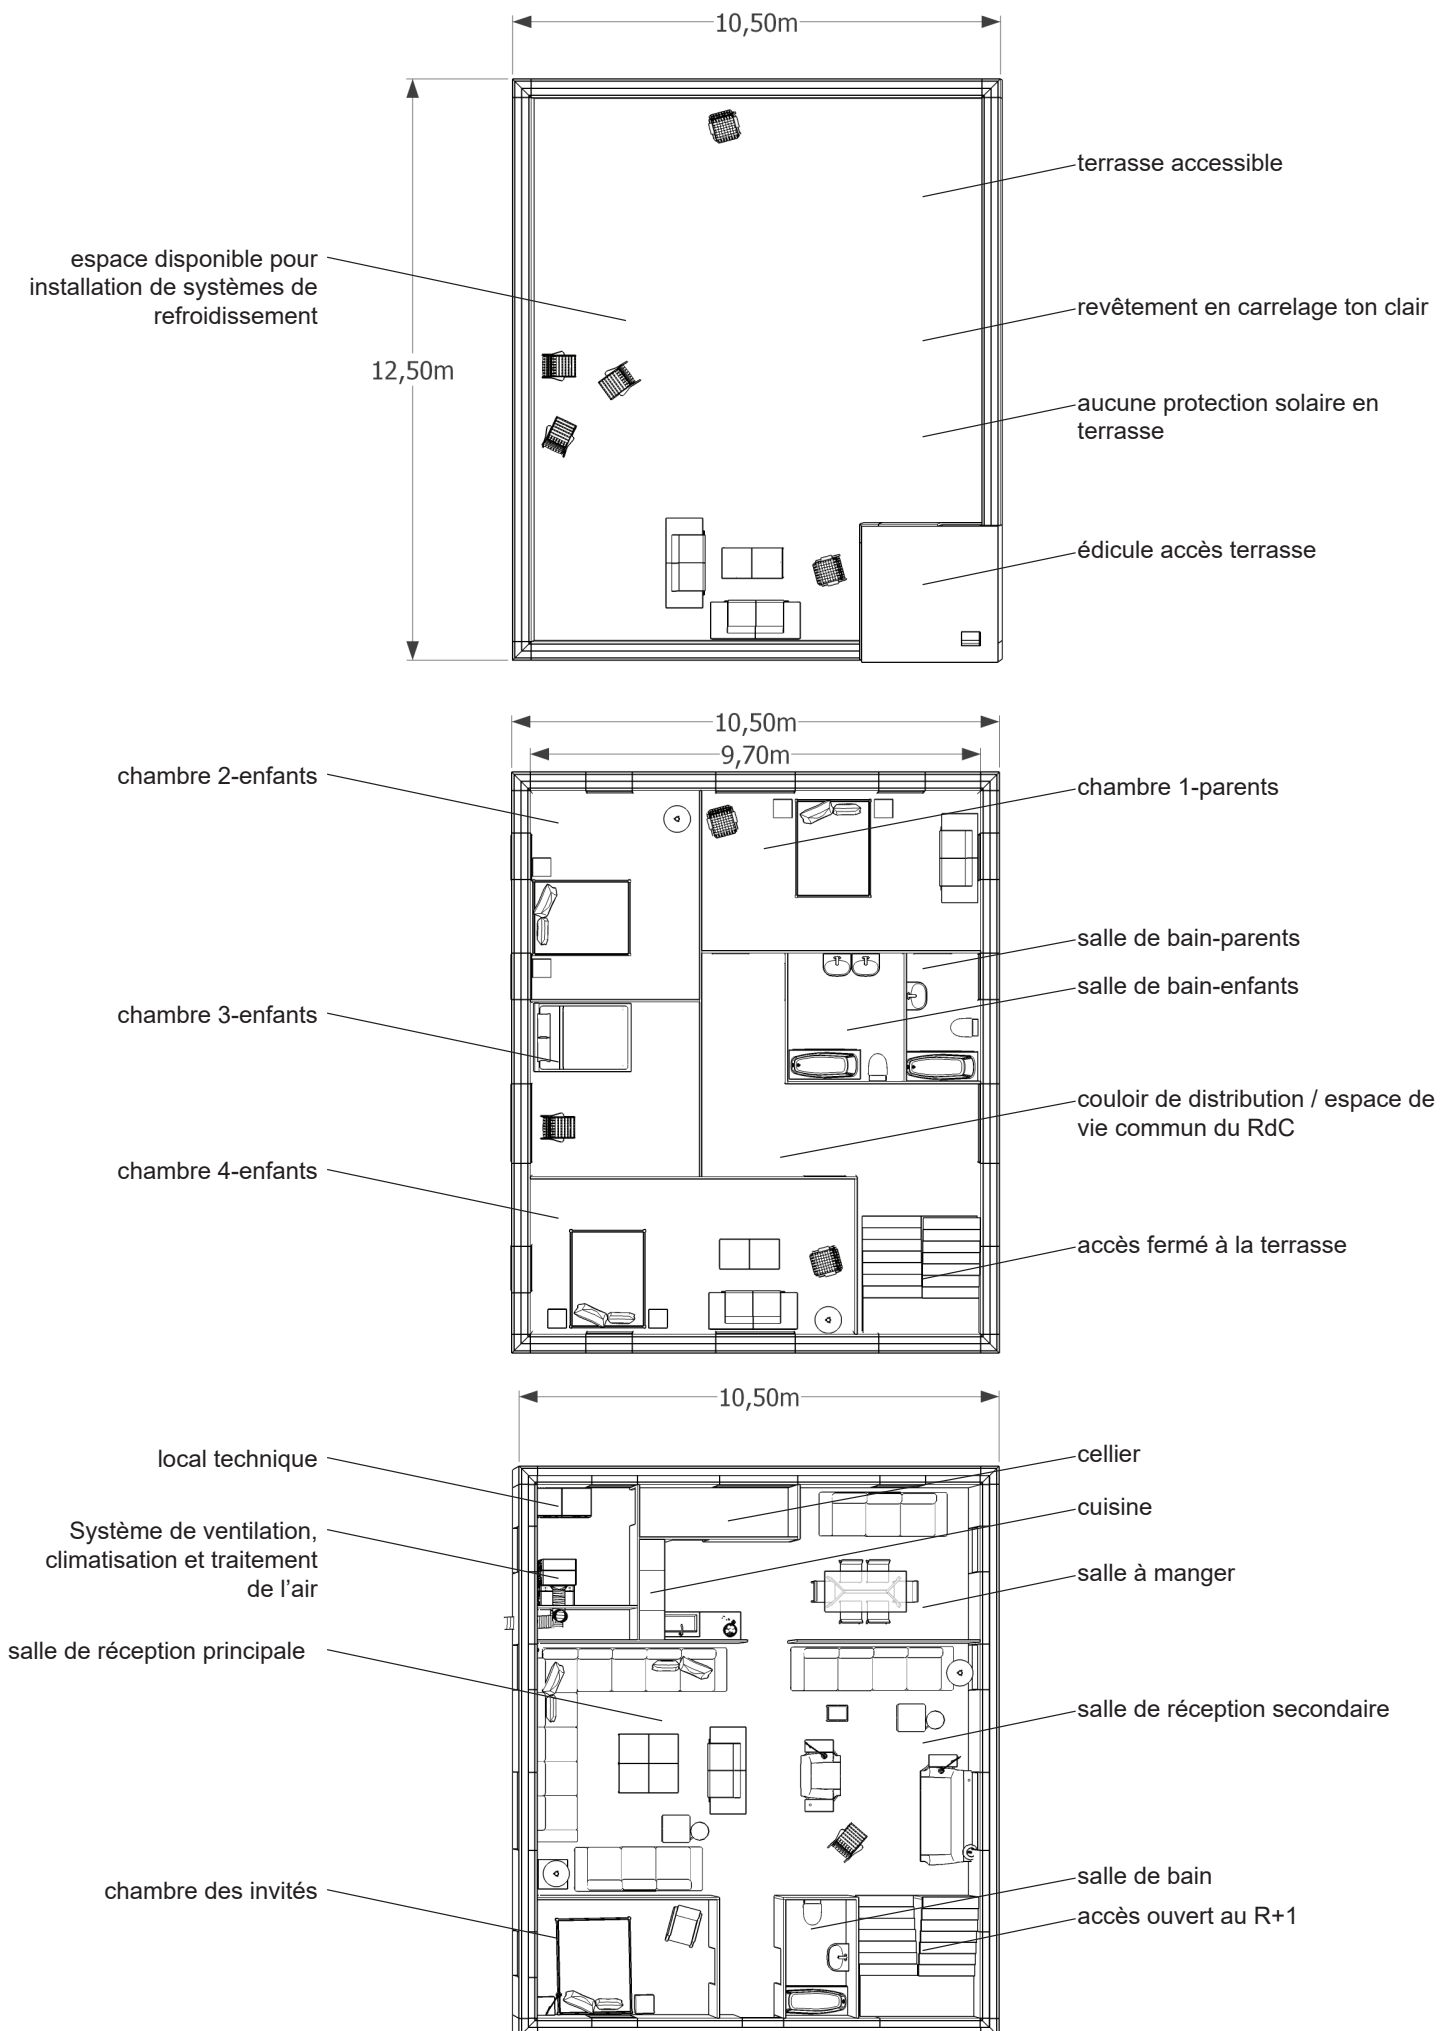 10,50m
terrasse accessible
espace disponible pour
installation de systèmes de
refroidissement
revêtement en carrelage ton clair
12,50m
aucune protection solaire en
terrasse
édicule accès terrasse
10,50m
9,70m
chambre 2-enfants
chambre 1-parents
salle de bain-parents
salle de bain-enfants
chambre 3-enfants
couloir de distribution / espace de
vie commun du RdC
chambre 4-enfants
accès fermé à la terrasse
10,50m
local technique
cellier
cuisine
Système de ventilation,
climatisation et traitement
de l’air
salle à manger
salle de réception principale
salle de réception secondaire
chambre des invités
salle de bain
accès ouvert au R+1